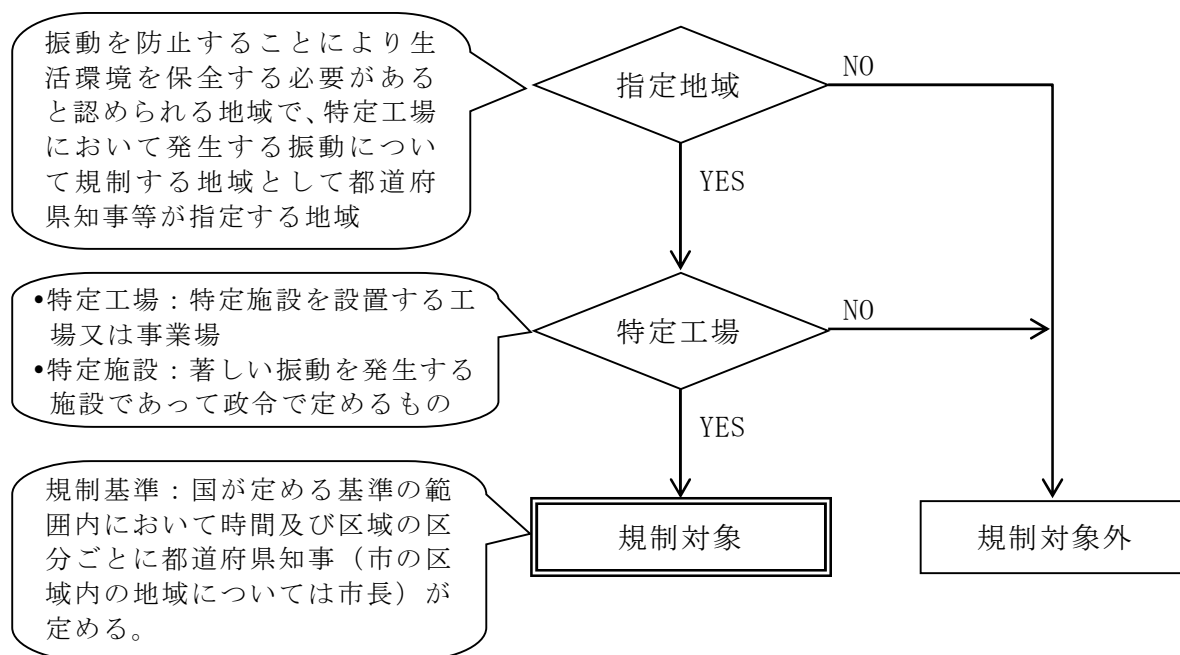 振動を防止することにより生
活環境を保全する必要がある
と認められる地域で、特定工場
において発生する振動につい
て規制する地域として都道府
県知事等が指定する地域
指定地域
NO
YES
•特定工場：特定施設を設置する工
場又は事業場
•特定施設：著しい振動を発生する
施設であって政令で定めるもの
特定工場
NO
YES
規制基準：国が定める基準の範
囲内において時間及び区域の区
分ごとに都道府県知事（市の区
域内の地域については市長）が
定める。
規制対象
規制対象外